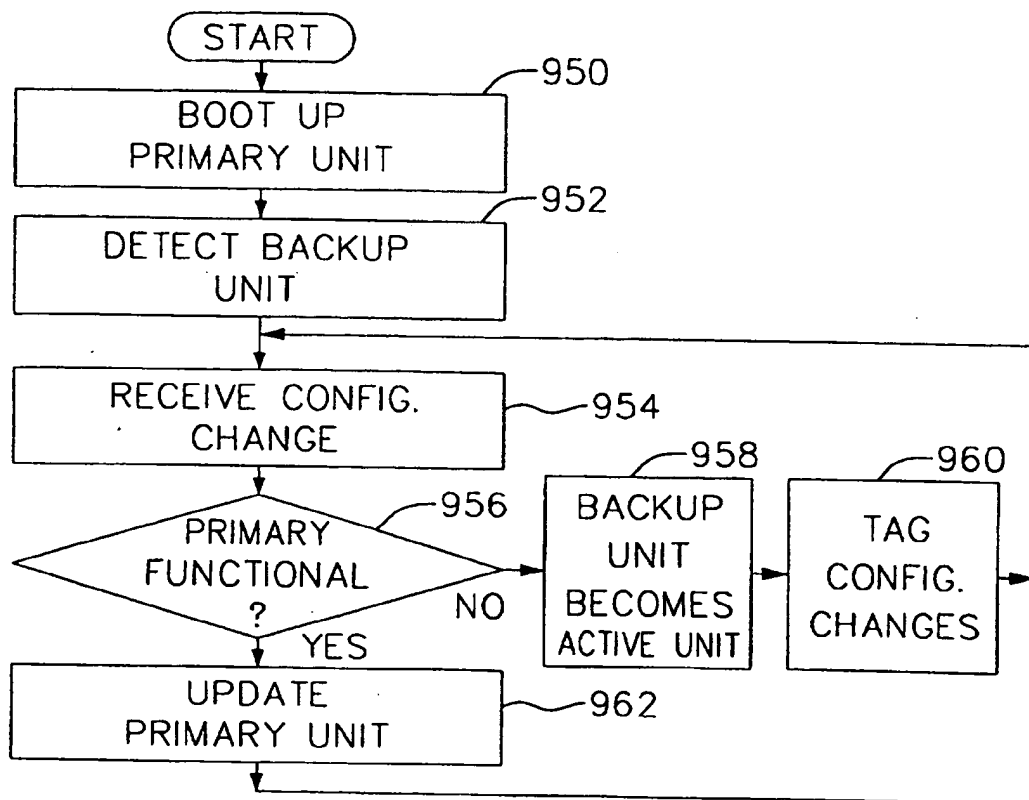 START
950
BOOT UP
PRIMARY UNIT
952
DETECT BACKUP
UNIT
RECEIVE CONFIG.
CHANGE
954
956
PRIMARY
FUNCTIONAL
?
NO
YES
958
BACKUP
UNIT
BECOMES
ACTIVE UNIT
960
TAG
CONFIG.
CHANGES
UPDATE
PRIMARY UNIT
962